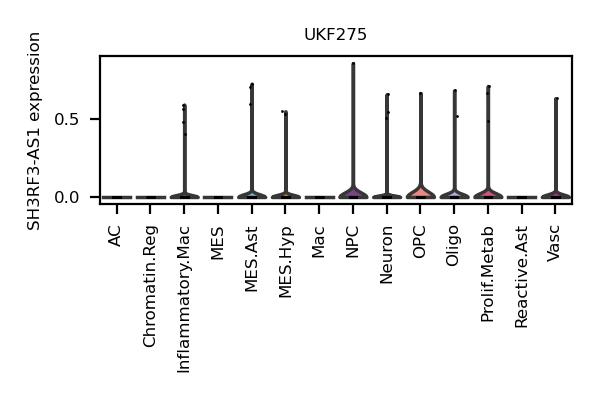 UKF275
SH3RF3-AS1 expression
0.5
0.0
AC
Chromatin.Reg
Inflammatory.Mac
MES
MES.Ast
MES.Hyp
Mac
NPC
Neuron
OPC
Oligo
Prolif.Metab
Reactive.Ast
Vasc